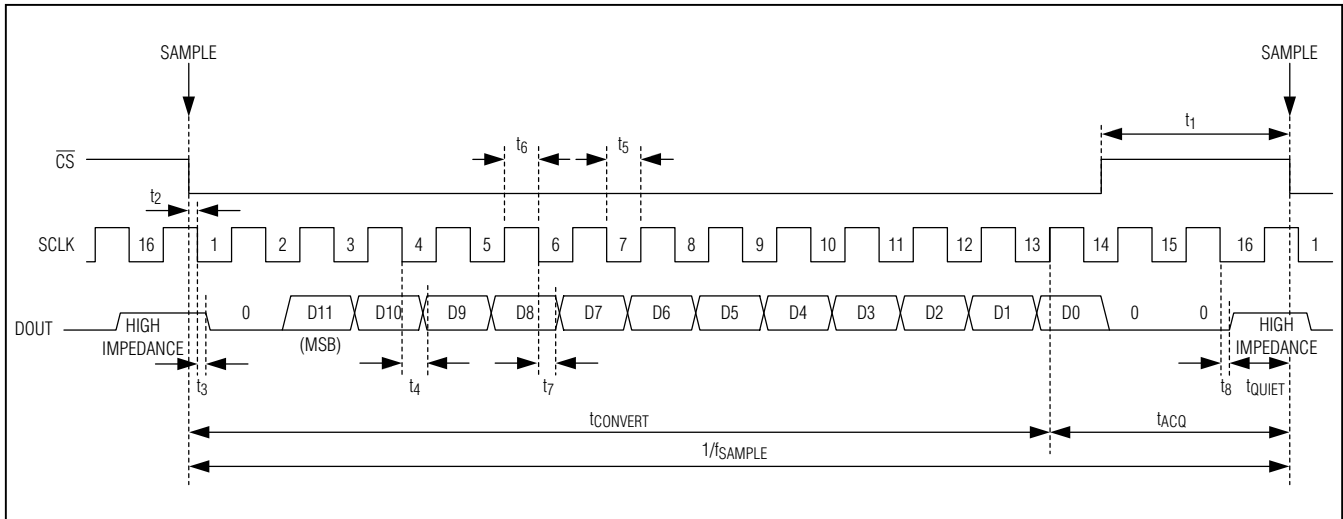 SAMPLE SAMPLE
t1
t6 t5
CS
t2
SCLK 16 1 2 3 4 5 6 7 8 9 10 11 12 13 14 15 16 1
DOUT HIGH IMPEDANCE 0 D11 D10 D9 D8 D7 D6 D5 D4 D3 D2 D1 D0 0 0 HIGH IMPEDANCE
(MSB)
t3 t4 t7 t8 tQUIET
tCONVERT tACQ
1/fSAMPLE